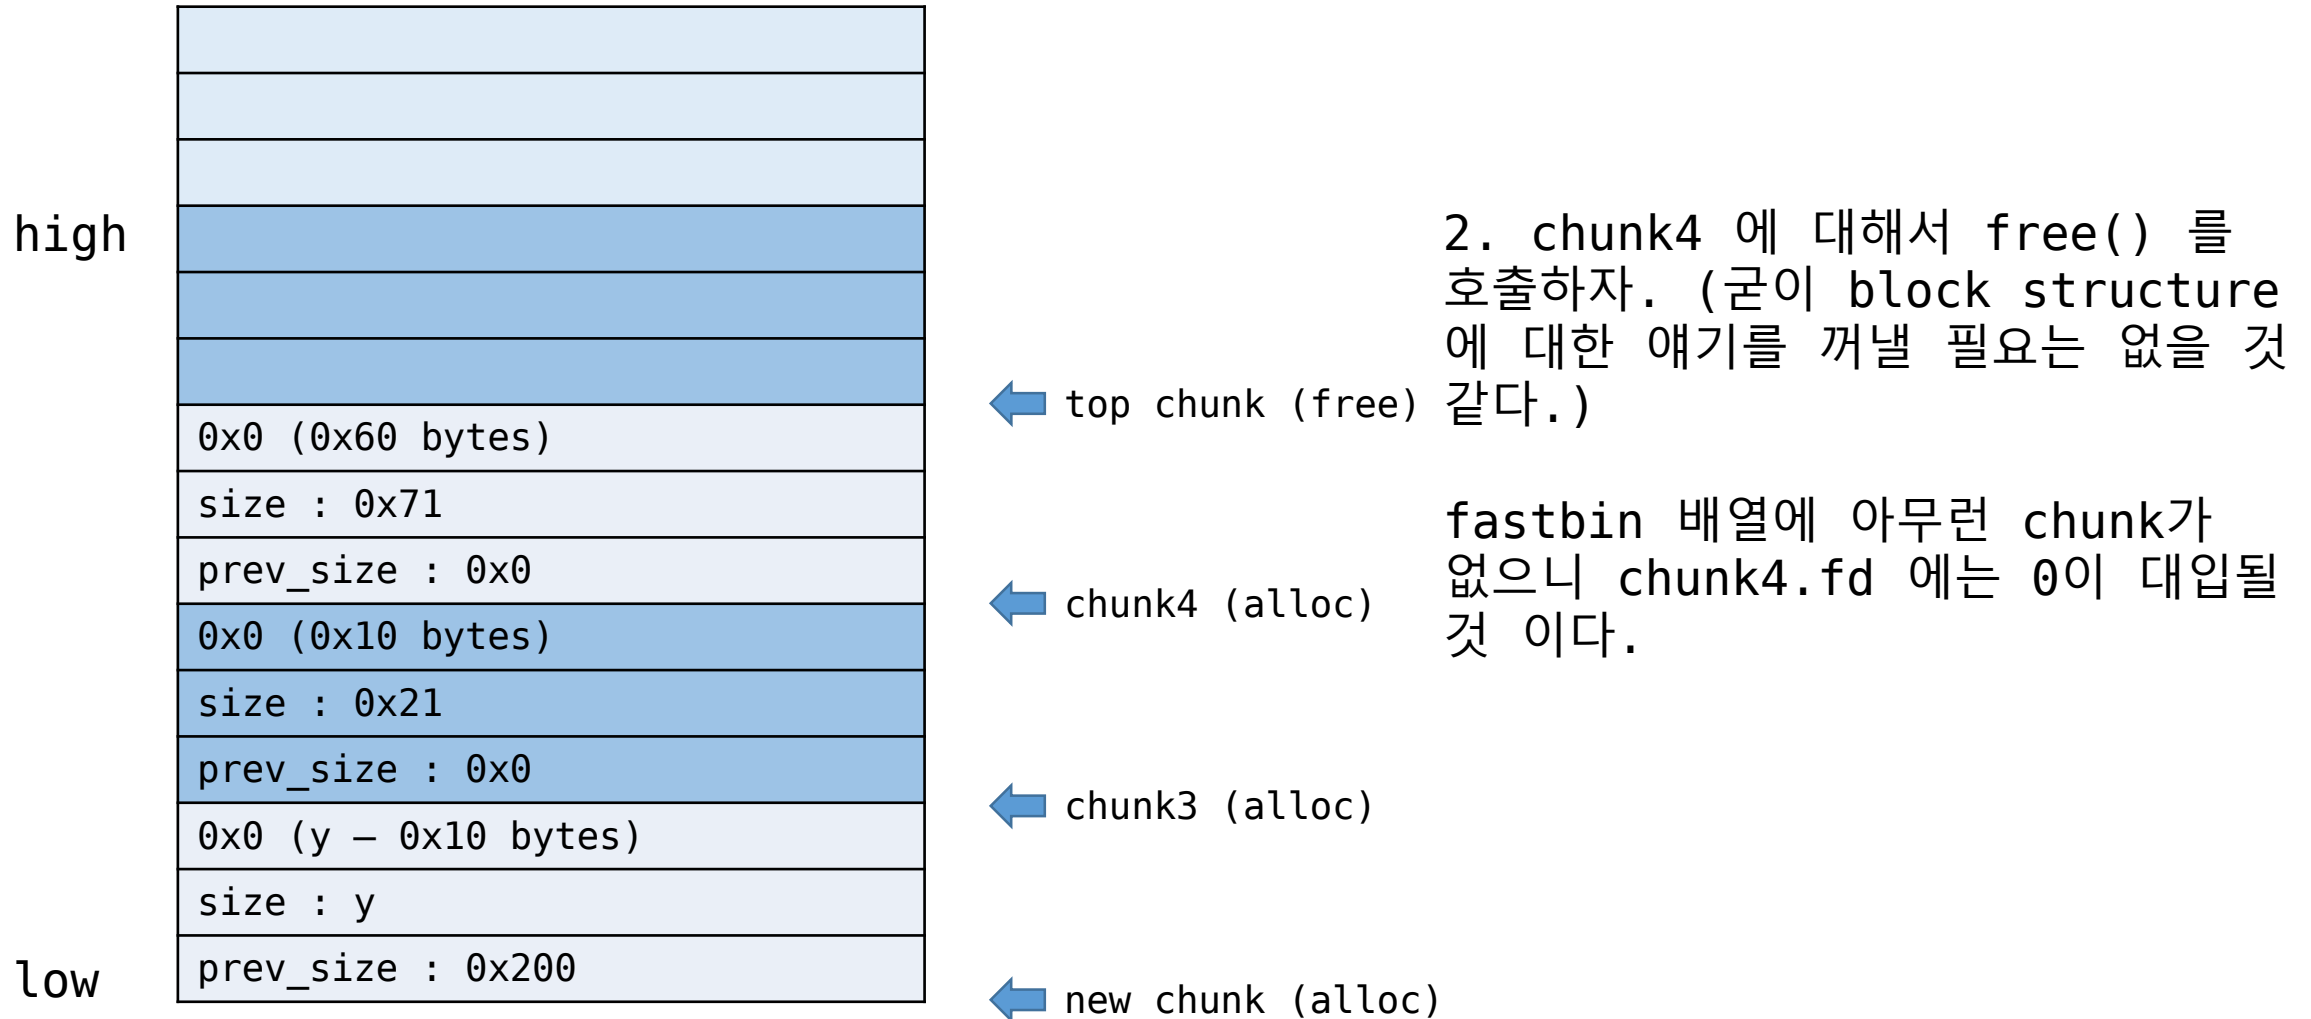 high
low
0x0 (0x60 bytes)
size : 0x71
prev_size : 0x0
0x0 (0x10 bytes)
size : 0x21
prev_size : 0x0
0x0 (y – 0x10 bytes)
size : y
prev_size : 0x200
top chunk (free)
chunk4 (alloc)
chunk3 (alloc)
new chunk (alloc)
2. chunk4 에 대해서 free() 를
호출하자. (굳이 block structure
에 대한 얘기를 꺼낼 필요는 없을 것
같다.)
fastbin 배열에 아무런 chunk가
없으니 chunk4.fd 에는 0이 대입될
것 이다.